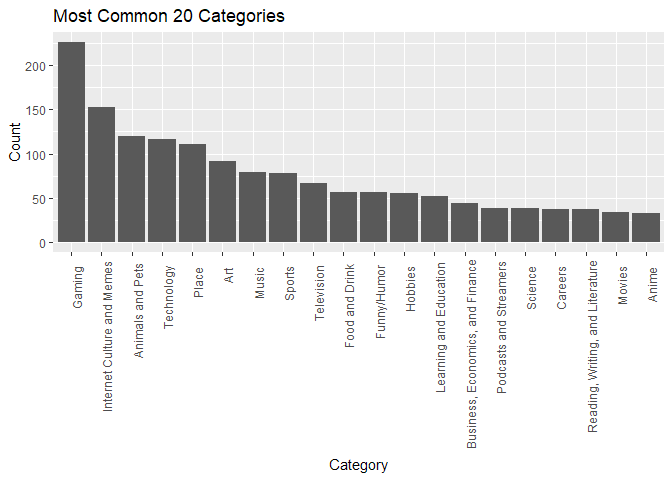 Most Common 20 Categories
Count
200
150
100
50
0
Gaming
Internet Culture and Memes
Animals and Pets
Technology
Place
Art
Music
Sports
Television
Food and Drink
Funny/Humor
Hobbies
Learning and Education
Business, Economics, and Finance
Podcasts and Streamers
Science
Careers
Reading, Writing, and Literature
Movies
Anime
Category